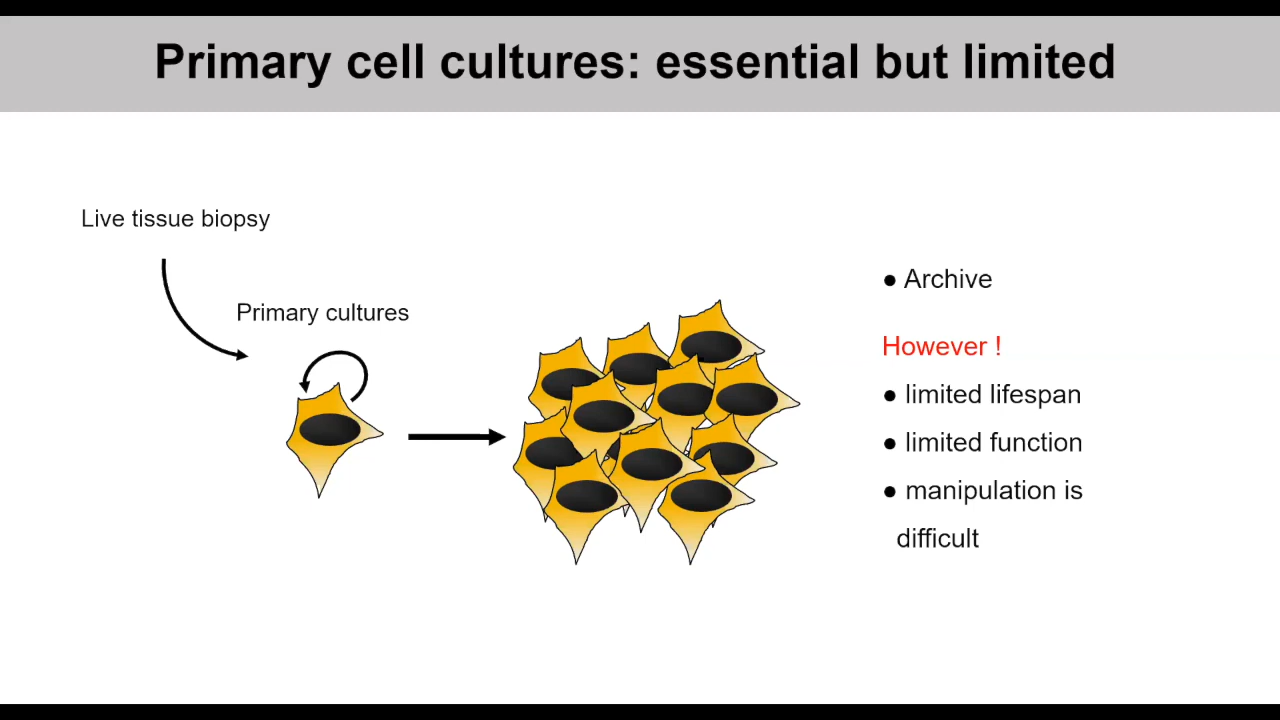 Primary cell cultures: essential but limited
Live tissue biopsy
Primary cultures
● Archive
However !
● limited lifespan
● limited function
● manipulation is
difficult